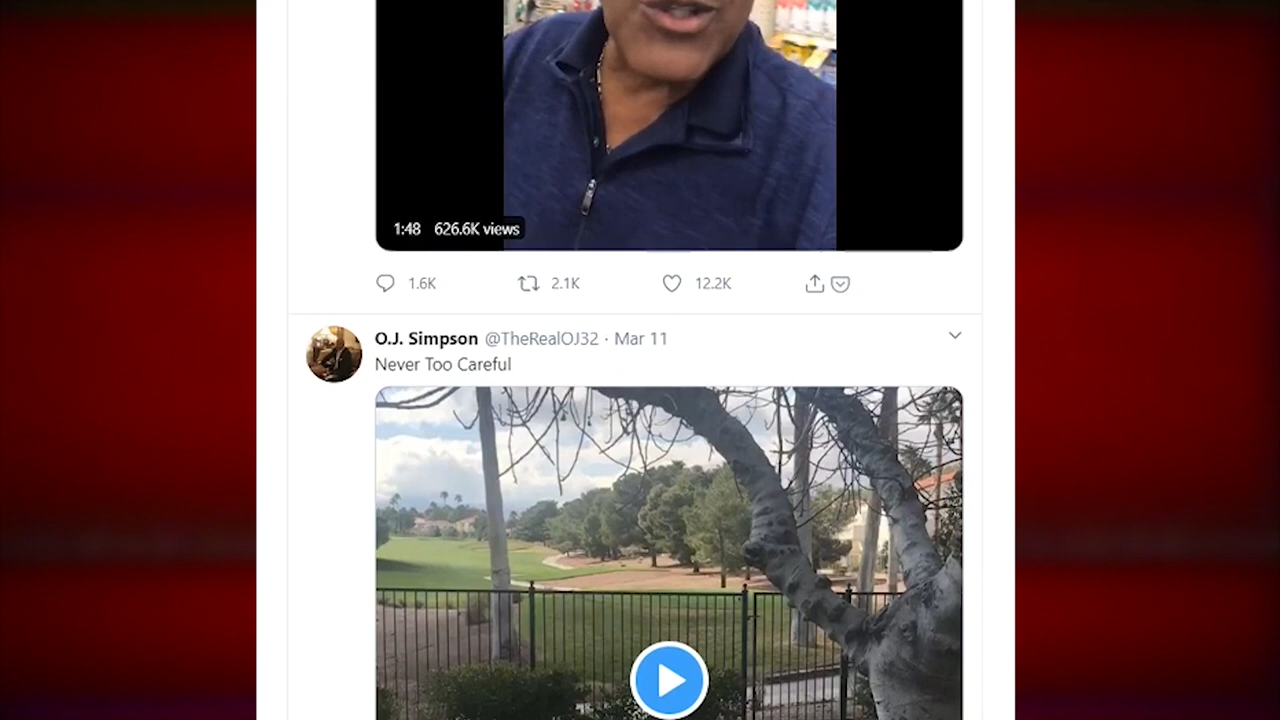 1:48 626.6K views
1.6K 2.1K 12.2K
O.J. Simpson @TheRealOJ32 · Mar 11
Never Too Careful